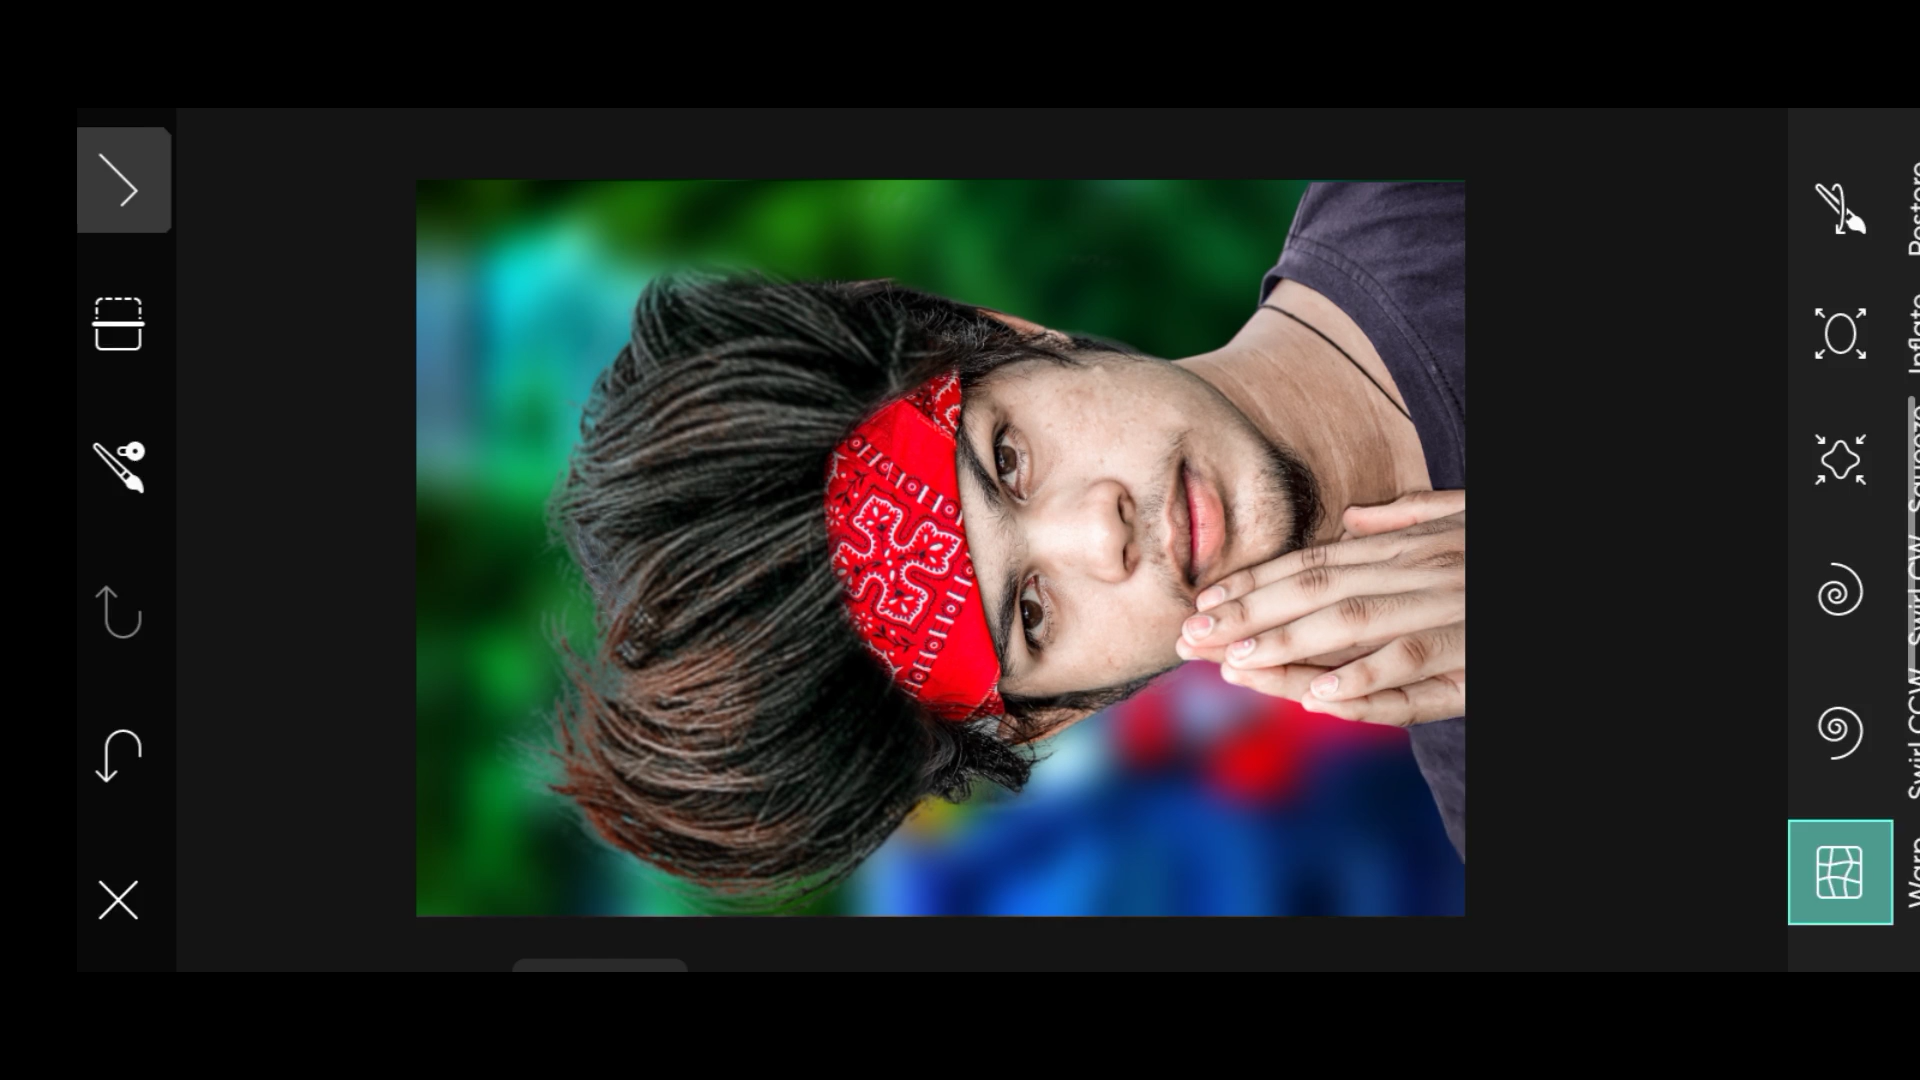 Warp
Swirl CCW
Swirl CW
Squeeze
Inflate
Restore